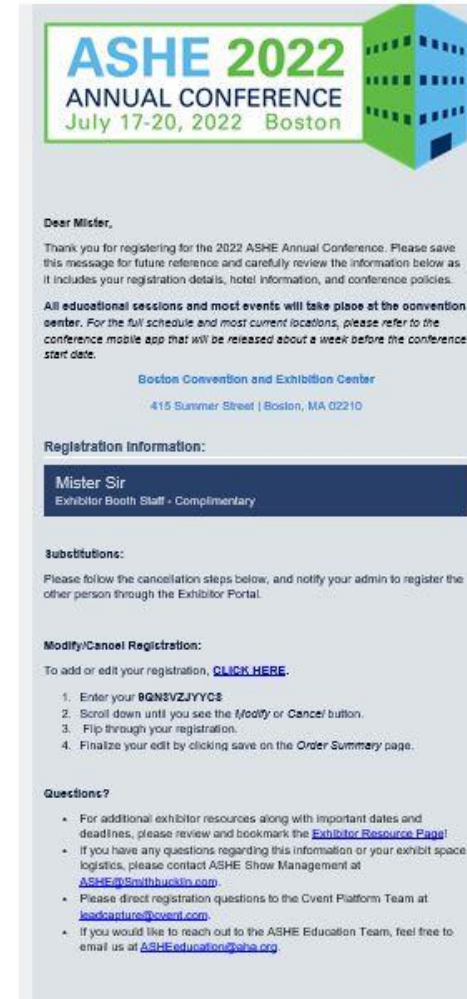 ASHE 2022
ANNUAL CONFERENCE
July 17-20, 2022 Boston
Dear Mister,
Thank you for registering for the 2022 ASHE Annual Conference. Please save
this message for future reference and carefully review the information below as
it includes your registration details, hotel information, and conference policies.
All educational sessions and most events will take place at the convention
center. For the full schedule and most current locations, please refer to the
conference mobile app that will be released about a week before the conference
start date.
Boston Convention and Exhibition Center
415 Summer Street | Boston, MA 02210
Registration Information:
Mister Sir
Exhibitor Booth Staff - Complimentary
Substitutions:
Please follow the cancellation steps below, and notify your admin to register the
other person through the Exhibitor Portal.
Modify/Cancel Registration:
To add or edit your registration, CLICK HERE.
1. Enter your
2. Scroll down until you see the Modify or Cancel button.
3. Flip through your registration.
4. Finalize your edit by clicking save on the Order Summary page.
Questions?
• For additional exhibitor resources along with important dates and
deadlines, please review and bookmark the Exhibitor Resource Page!
• If you have any questions regarding this information or your exhibit space
logistics, please contact ASHE Show Management at
ASHE@Smithbucklin.com.
• Please direct registration questions to the Cvent Platform Team at
leadcapture@cvent.com.
• If you would like to reach out to the ASHE Education Team, feel free to
email us at ASHEeducation@aha.org.